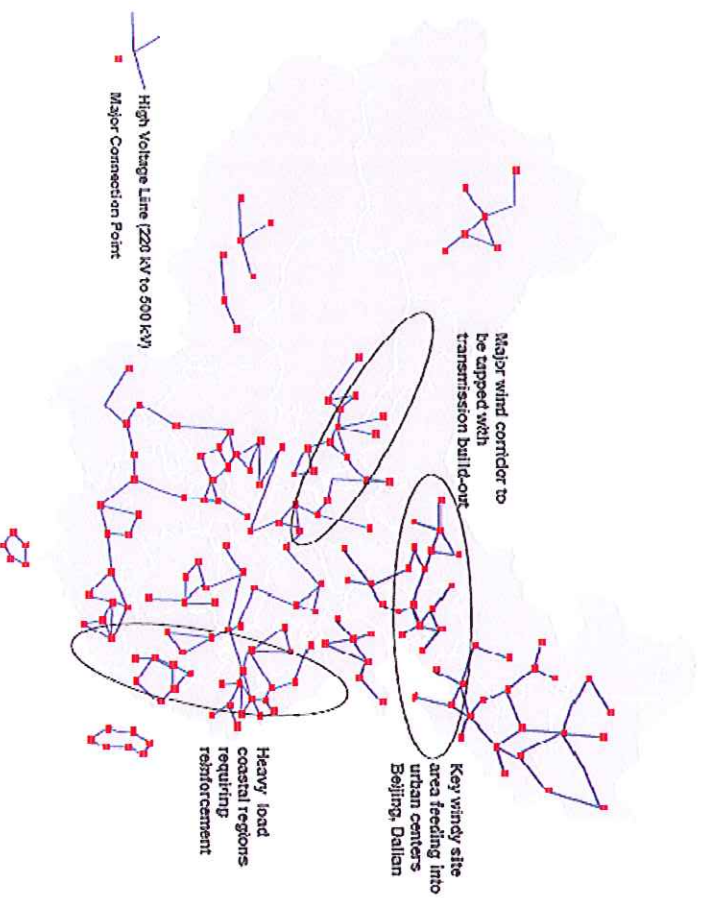 Major wind corridor to
be tapped with
transmission build-out
Key windy site
area feeding into
urban centers
Beijing, Dalian
Heavy load
coastal regions
requiring
reinforcement
High Voltage Line (220 kV to 500 kV)
Major Connection Point